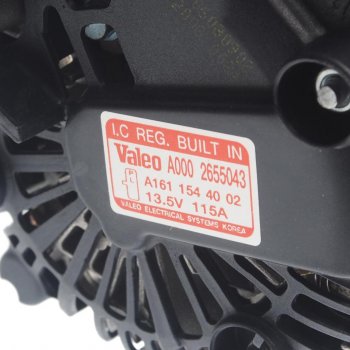 I.C REG. BUILT IN
Valeo A000 2655043
P
A161 154 40 02
13.5V 115A
VALEO ELECTRICAL SYSTEMS KOREA